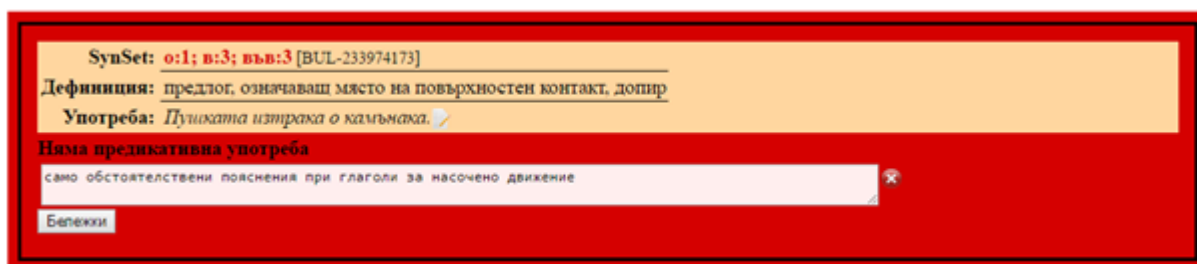 SynSet: о:1; в:3; във:3 [BUL-233974173]
Дефиниция: предлог, означаващ място на повърхностен контакт, допир
Употреба: Пушката изтрака о камънака.
Няма предикативна употреба
само обстоятелствени пояснения при глаголи за насочено движение
Бележки